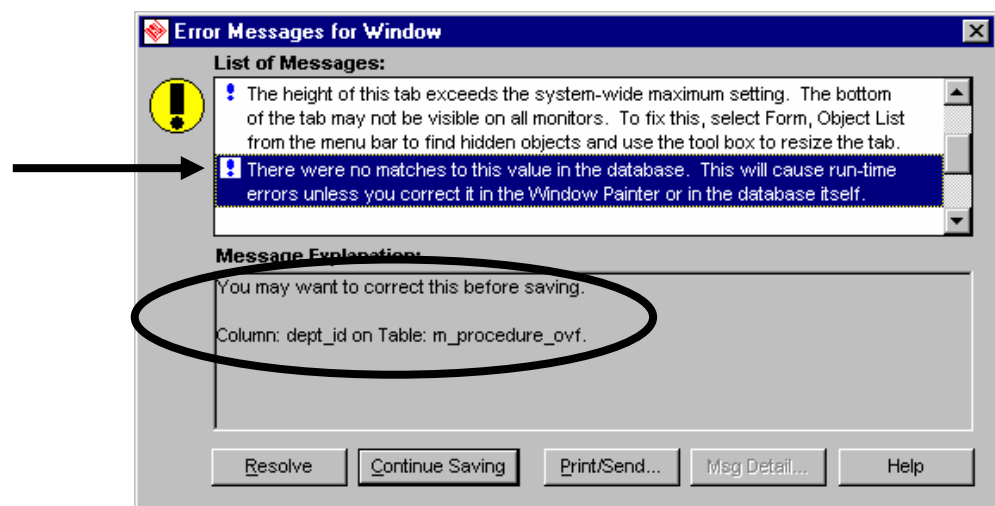 Error Messages for Window
List of Messages:
The height of this tab exceeds the system-wide maximum setting. The bottom
of the tab may not be visible on all monitors. To fix this, select Form, Object List
from the menu bar to find hidden objects and use the tool box to resize the tab.
There were no matches to this value in the database. This will cause run-time
errors unless you correct it in the Window Painter or in the database itself.
Message Explanation:
You may want to correct this before saving.
Column: dept_id on Table: m_procedure_ovf.
Resolve Continue Saving Print/Send... Msg Detail... Help